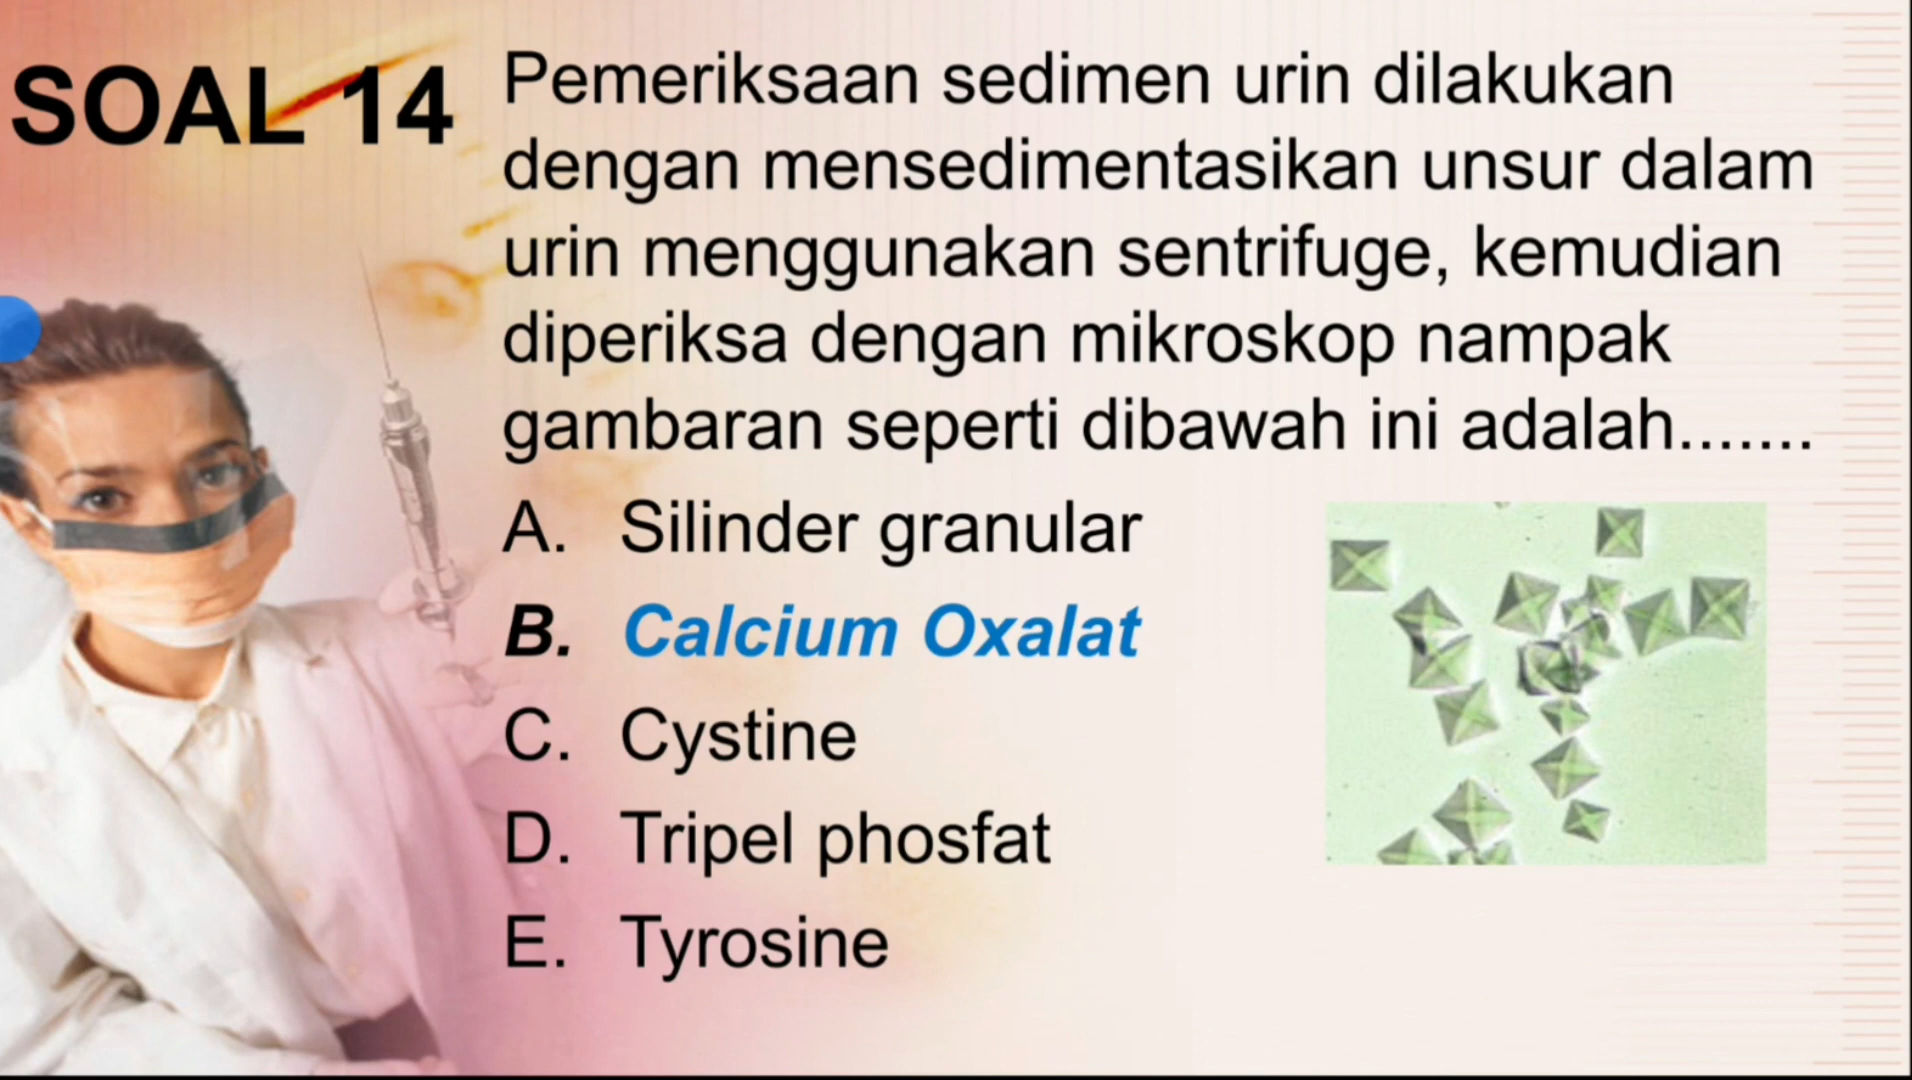 SOAL 14
Pemeriksaan sedimen urin dilakukan
dengan mensedimentasikan unsur dalam
urin menggunakan sentrifuge, kemudian
diperiksa dengan mikroskop nampak
gambaran seperti dibawah ini adalah.......
A. Silinder granular
B. Calcium Oxalat
C. Cystine
D. Tripel phosfat
E. Tyrosine